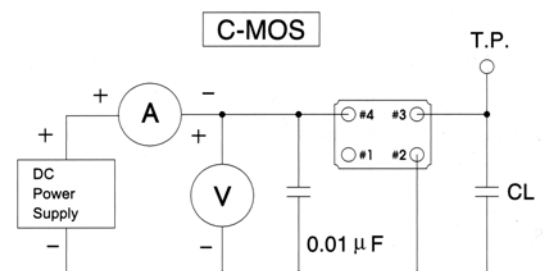 C-MOS
T.P.
+ A −
+ +
#4 #3
#1 #2
DC
Power
Supply
V
CL
− −
0.01 μF